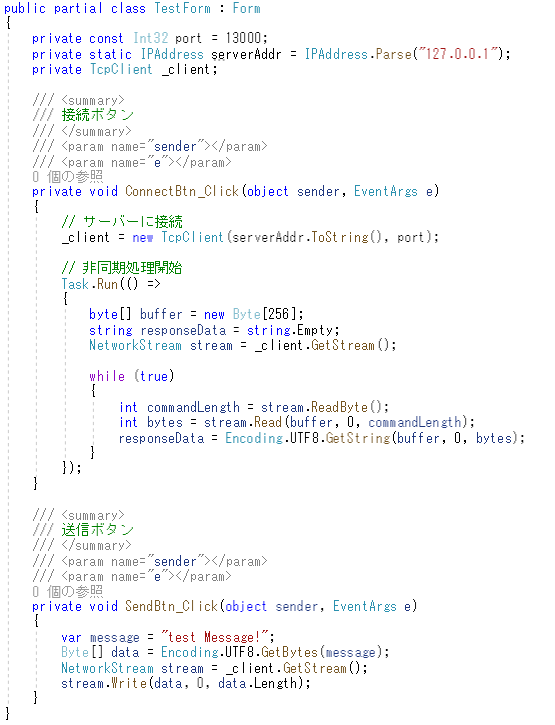 public partial class TestForm : Form
{
    private const Int32 port = 13000;
    private static IPAddress serverAddr = IPAddress.Parse("127.0.0.1");
    private TcpClient _client;

    /// <summary>
    /// 接続ボタン
    /// </summary>
    /// <param name="sender"></param>
    /// <param name="e"></param>
    0 個の参照
    private void ConnectBtn_Click(object sender, EventArgs e)
    {
        // サーバーに接続
        _client = new TcpClient(serverAddr.ToString(), port);

        // 非同期処理開始
        Task.Run(() =>
        {
            byte[] buffer = new Byte[256];
            string responseData = string.Empty;
            NetworkStream stream = _client.GetStream();

            while (true)
            {
                int commandLength = stream.ReadByte();
                int bytes = stream.Read(buffer, 0, commandLength);
                responseData = Encoding.UTF8.GetString(buffer, 0, bytes);
            }
        });
    }

    /// <summary>
    /// 送信ボタン
    /// </summary>
    /// <param name="sender"></param>
    /// <param name="e"></param>
    0 個の参照
    private void SendBtn_Click(object sender, EventArgs e)
    {
        var message = "test Message!";
        Byte[] data = Encoding.UTF8.GetBytes(message);
        NetworkStream stream = _client.GetStream();
        stream.Write(data, 0, data.Length);
    }
}